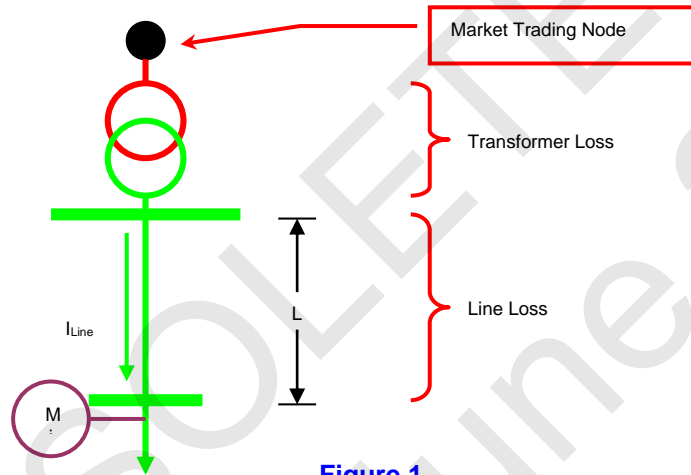 Market Trading Node
Transformer Loss
L
Line Loss
ILine
M
Figure 1